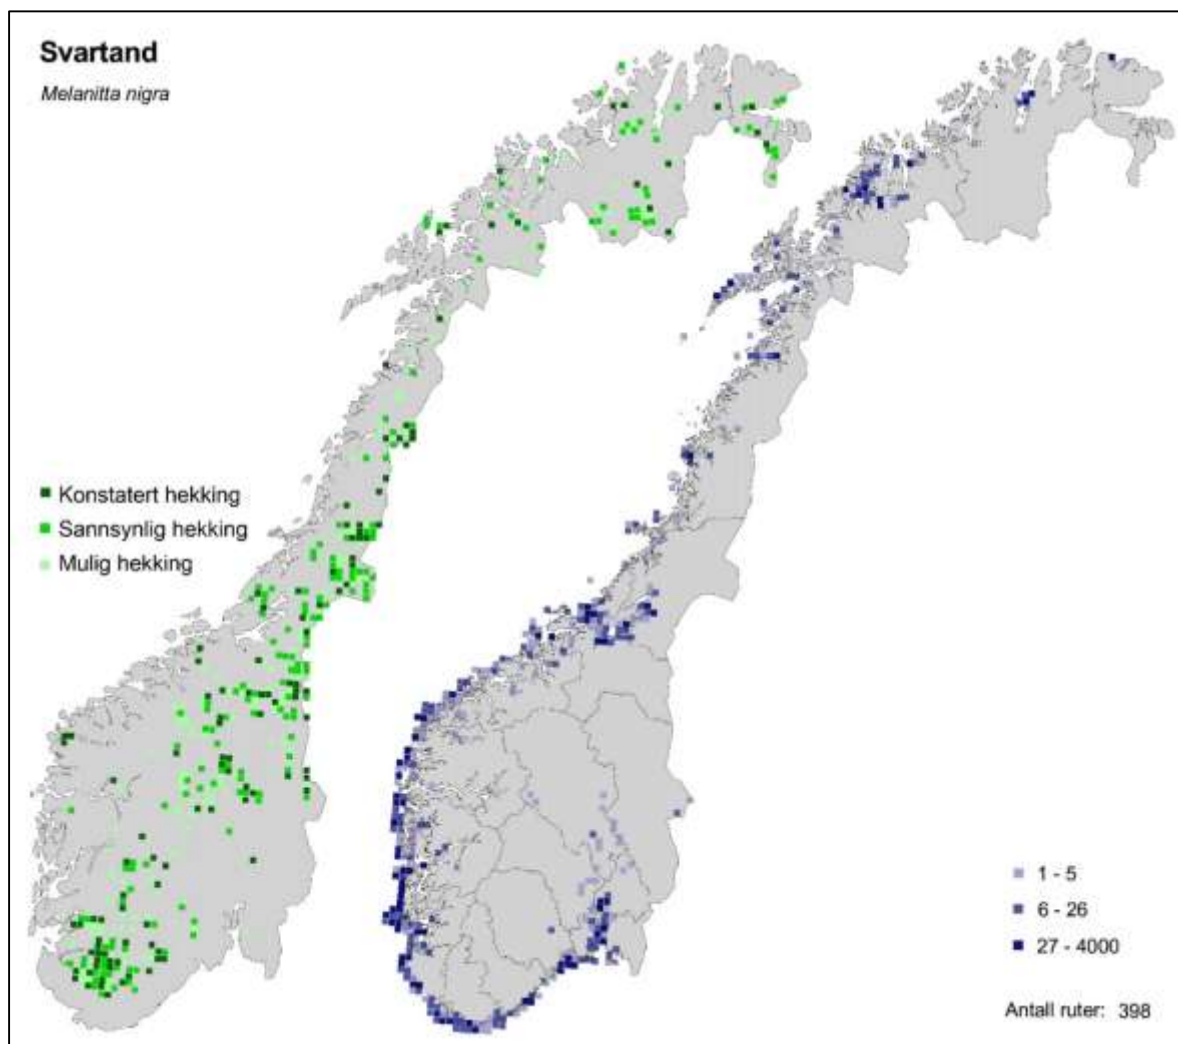 Svartand
Melanitta nigra
Konstatert hekking
Sannsynlig hekking
Mulig hekking
1 - 5
6 - 26
27 - 4000
Antall ruter: 398